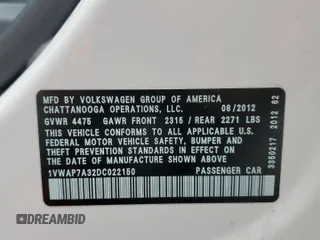 MFD. BY VOLKSWAGEN GROUP OF AMERICA
CHATTANOOGA OPERATIONS, LLC. 08/2012
GVWR 4475 GAWR FRONT 2315 / REAR 2271 LBS
THIS VEHICLE CONFORMS TO ALL APPLICABLE U.S.
FEDERAL MOTOR VEHICLE SAFETY, BUMPER AND
THEFT PREVENTION STANDARDS IN EFFECT ON
THE DATE OF MANUFACTURE SHOWN ABOVE.
1VWAP7A32DC022150 PASSENGER CAR
3350217 2012 82
DREAMBID